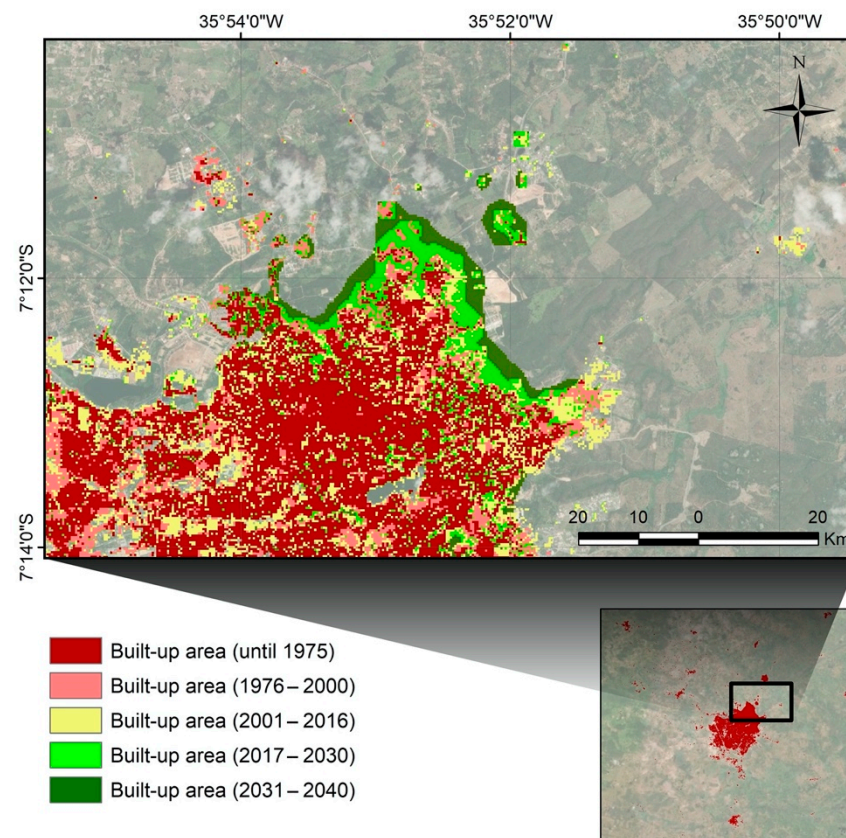 35°54'0"W 35°52'0"W 35°50'0"W
N
7°12'0"S
20 10 0 20
Km
7°14'0"S
Built-up area (until 1975)
Built-up area (1976–2000)
Built-up area (2001–2016)
Built-up area (2017–2030)
Built-up area (2031–2040)